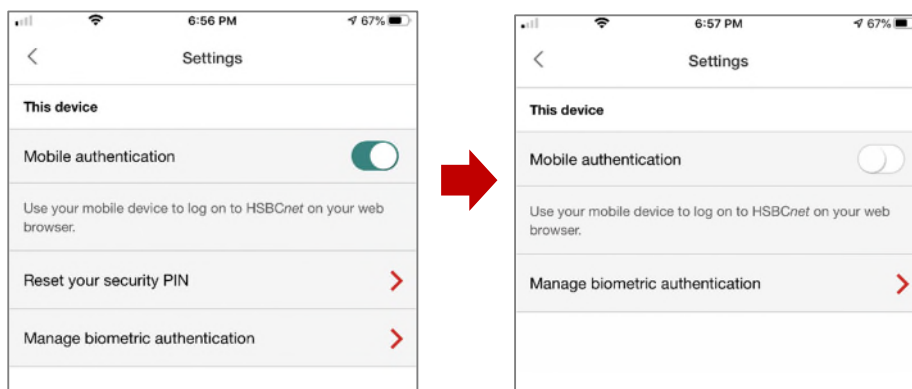 6:56 PM 67%
Settings
This device
Mobile authentication
Use your mobile device to log on to HSBCnet on your web
browser.
Reset your security PIN
Manage biometric authentication
6:57 PM 67%
Settings
This device
Mobile authentication
Use your mobile device to log on to HSBCnet on your web
browser.
Manage biometric authentication